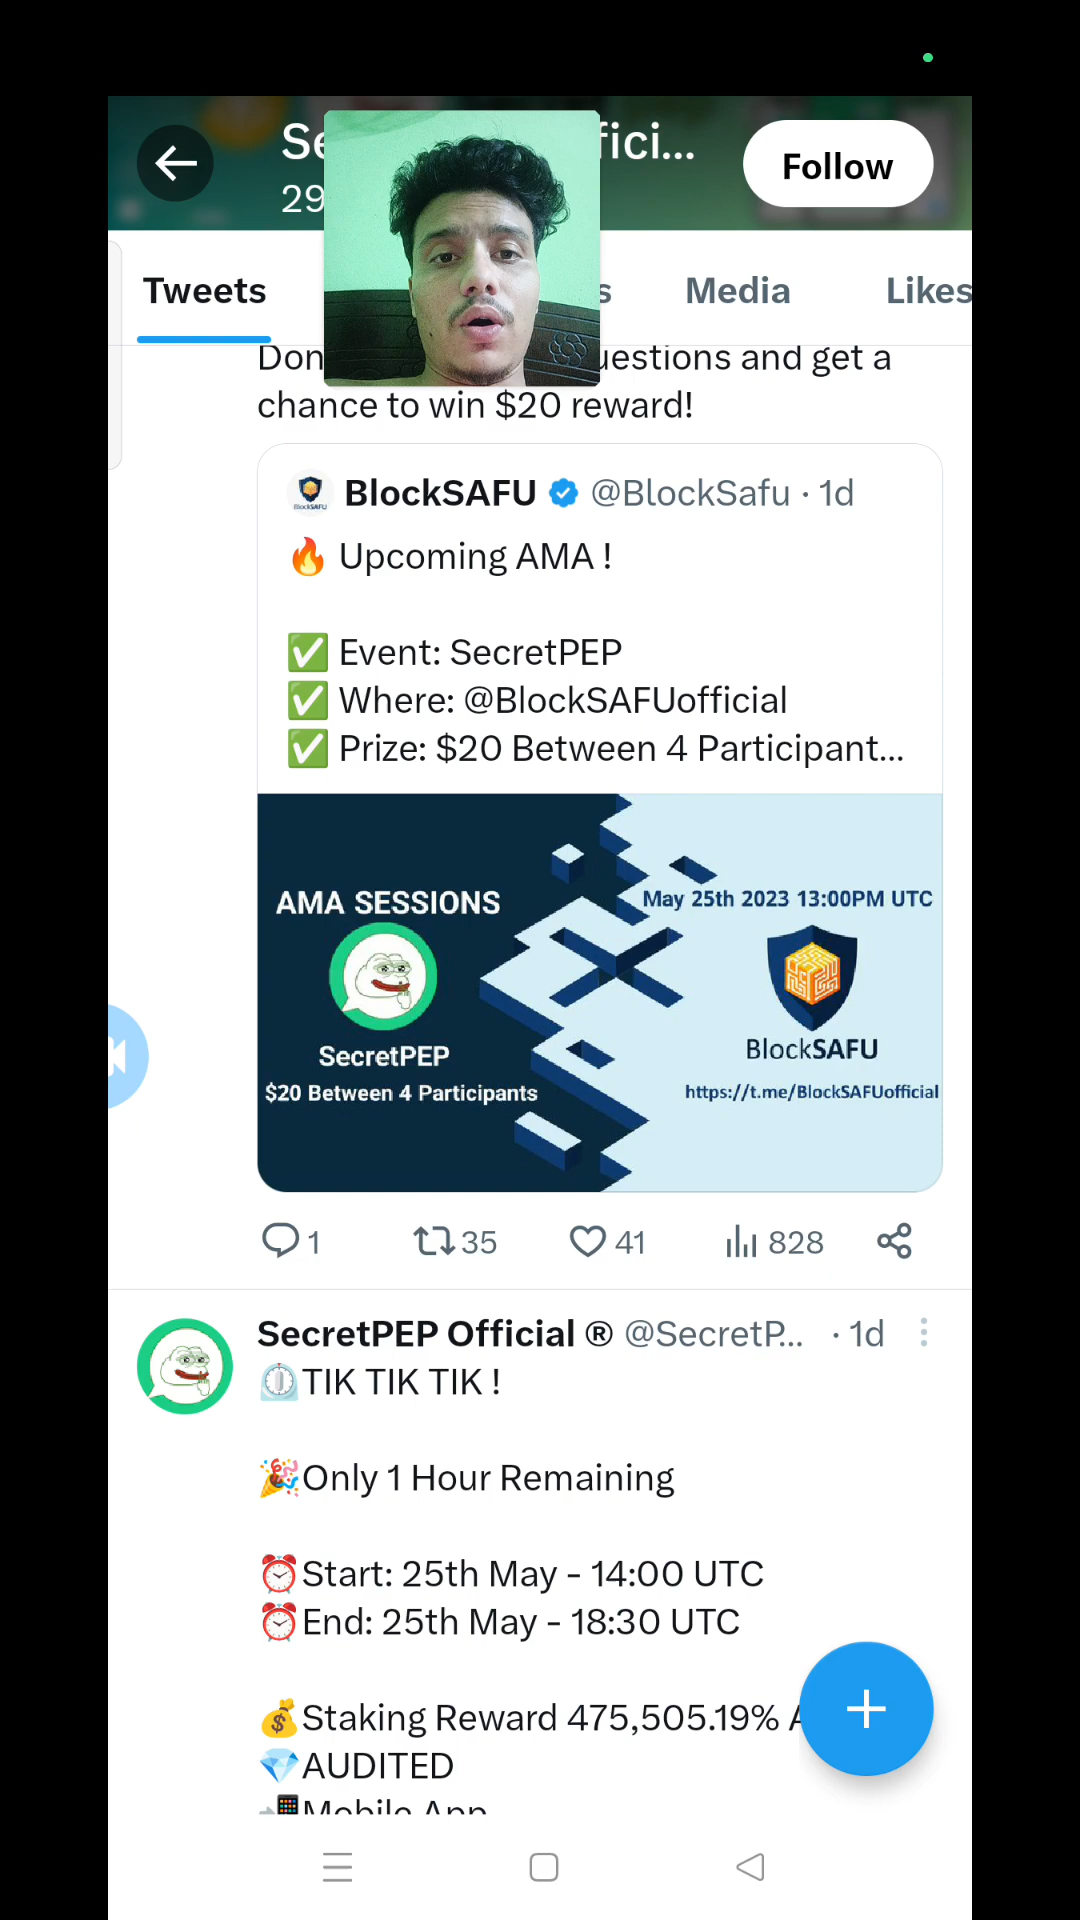 Se fici...
29
Follow
Tweets s Media Likes
Don uestions and get a
chance to win $20 reward!
BlockSAFU @BlockSafu · 1d
🔥 Upcoming AMA !
✅ Event: SecretPEP
✅ Where: @BlockSAFUofficial
✅ Prize: $20 Between 4 Participant...
AMA SESSIONS
SecretPEP
$20 Between 4 Participants
May 25th 2023 13:00PM UTC
BlockSAFU
https://t.me/BlockSAFUofficial
1 35 41 828
SecretPEP Official ® @SecretP... · 1d
⏲️TIK TIK TIK !
🎉Only 1 Hour Remaining
⏰Start: 25th May - 14:00 UTC
⏰End: 25th May - 18:30 UTC
💰Staking Reward 475,505.19% A
💎AUDITED
📲Mobile App